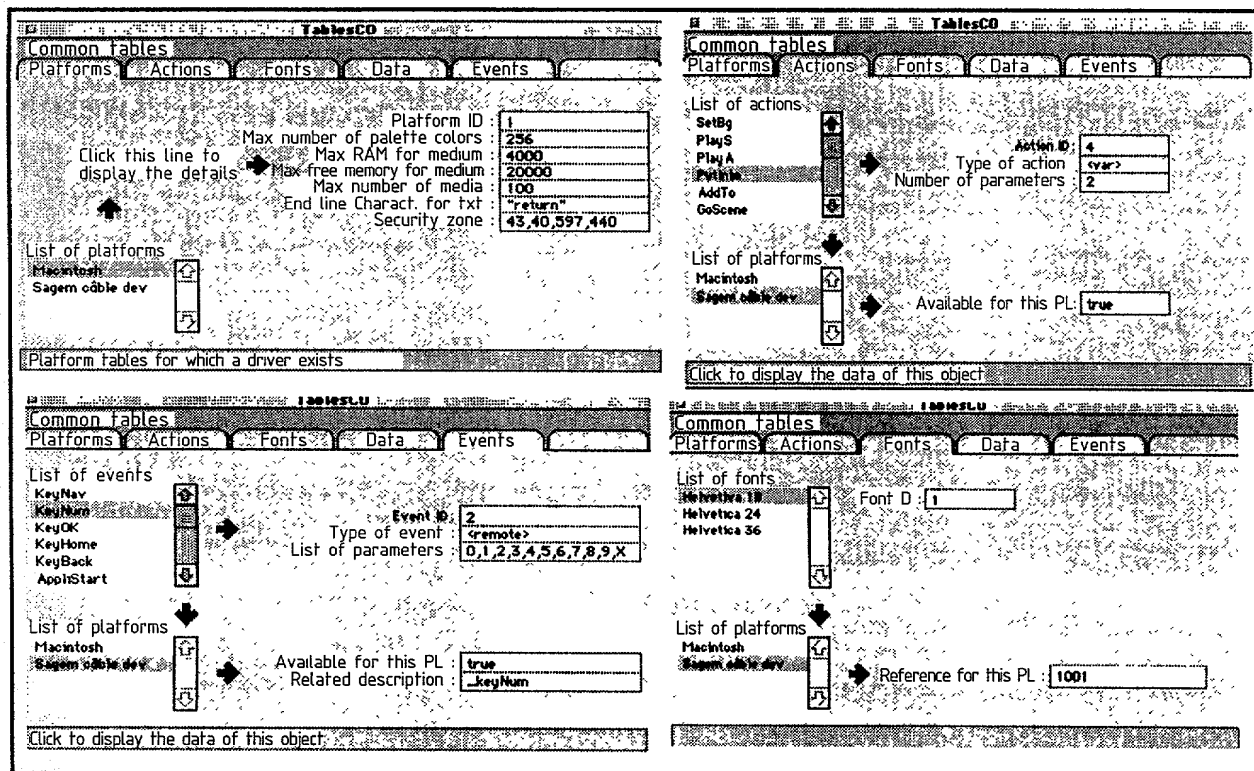 TablesCO
Common tables
Platforms Actions Fonts Data Events
Platform ID : 1
Max number of palette colors : 256
Click this line to display the details
Max RAM for medium : 4000
Max free memory for medium : 20000
Max number of media : 100
End line Charact. for txt : "return"
Security zone : 43,40,597,440
List of platforms
Macintosh
Sagem câble dev
Platform tables for which a driver exists
TablesCO
Common tables
Platforms Actions Fonts Data Events
List of actions
SetBg
PlayS
PlayA
PutInto
AddTo
GoScene
Action ID: 4
Type of action : <var>
Number of parameters : 2
List of platforms
Macintosh
Sagem câble dev
Available for this PL: true
Click to display the data of this object
TablesCO
Common tables
Platforms Actions Fonts Data Events
List of events
KeyNav
KeyNum
KeyOK
KeyHome
KeyBack
AppliStart
Event ID: 2
Type of event : <remote>
List of parameters : 0,1,2,3,4,5,6,7,8,9,X
List of platforms
Macintosh
Sagem câble dev
Available for this PL : true
Related description : _keyNum
Click to display the data of this object
TablesCO
Common tables
Platforms Actions Fonts Data Events
List of fonts
Helvetica 18
Helvetica 24
Helvetica 36
Font D : 1
List of platforms
Macintosh
Sagem câble dev
Reference for this PL : 1001